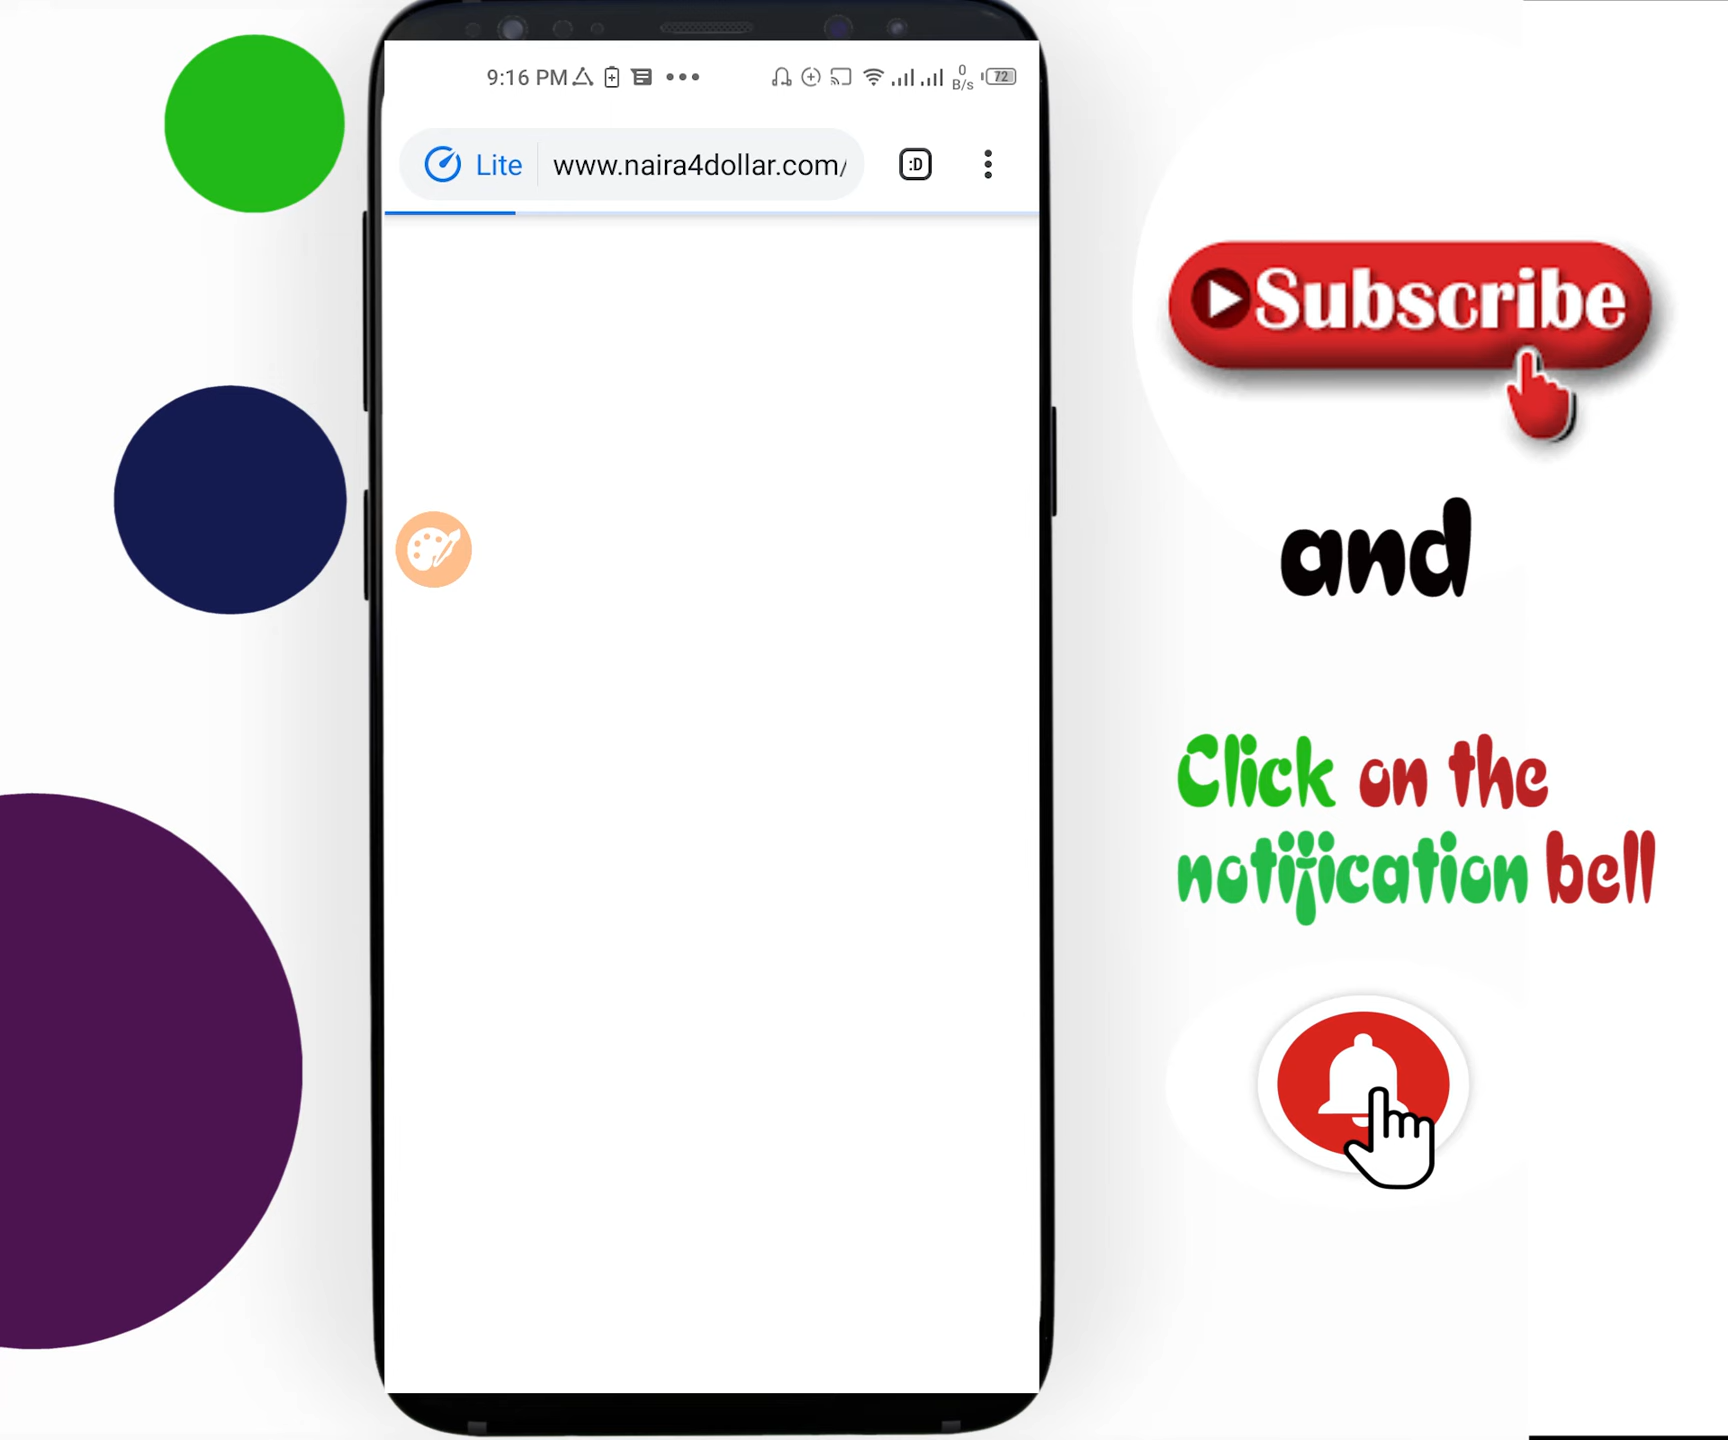 9:16 PM 0 B/s 72
Lite www.naira4dollar.com/ :D
Subscribe
and
Click on the
notification bell